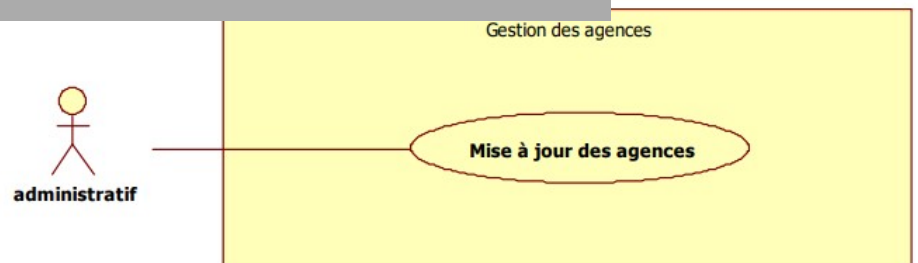 Gestion des agences
Mise à jour des agences
administratif